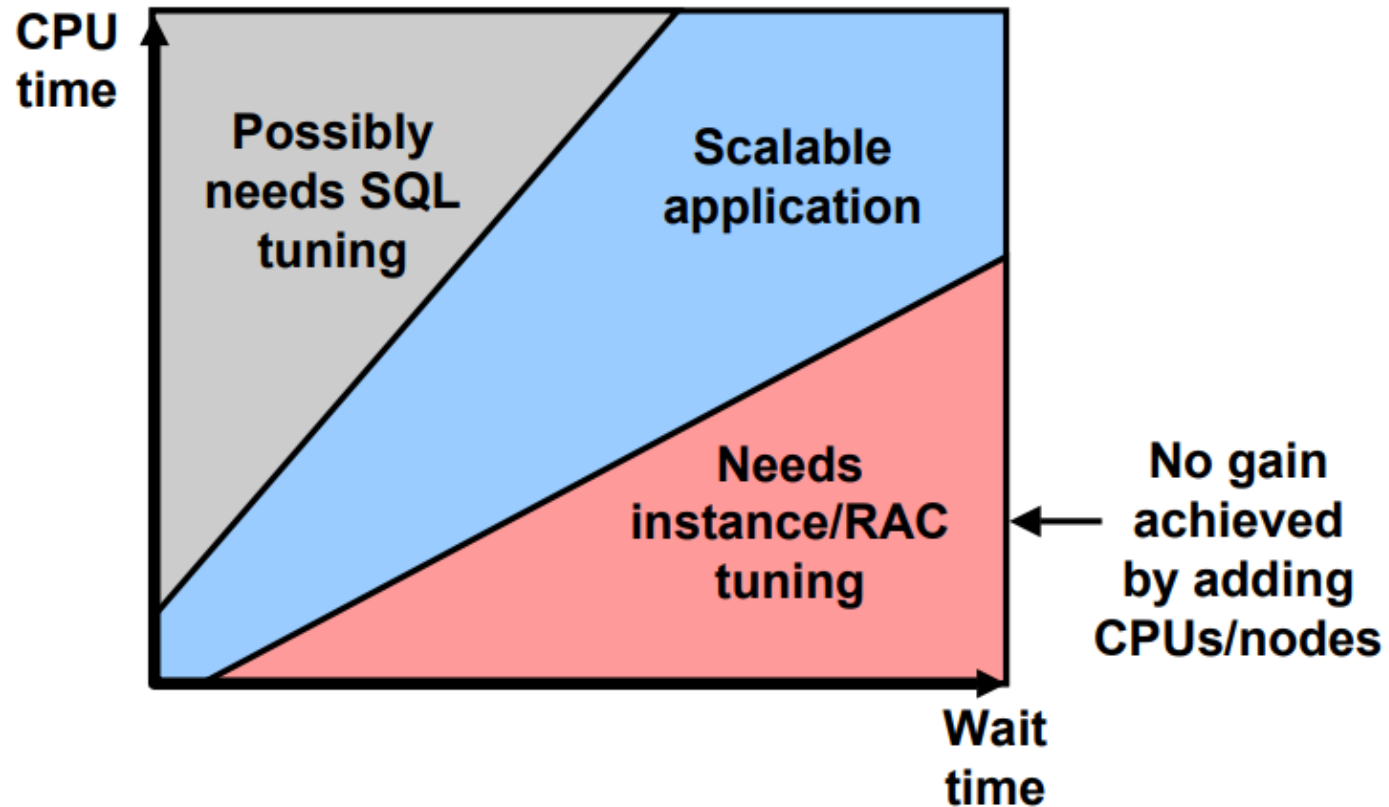 CPU
time
Possibly
needs SQL
tuning
Scalable
application
Needs
instance/RAC
tuning
No gain
achieved
by adding
CPUs/nodes
Wait
time